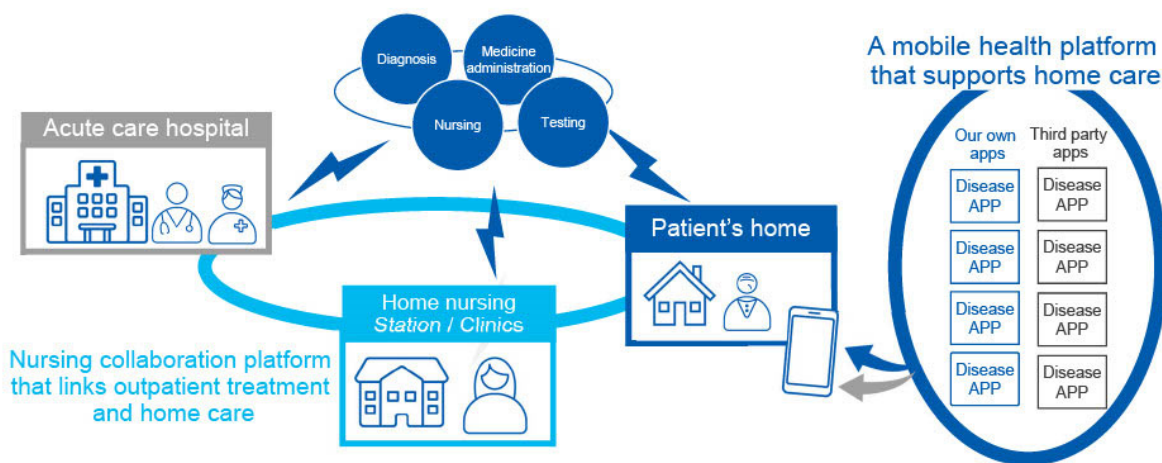 Diagnosis
Medicine
administration
Nursing
Testing
Acute care hospital
Patient's home
Home nursing
Station / Clinics
Nursing collaboration platform
that links outpatient treatment
and home care
A mobile health platform
that supports home care
Our own
apps
Third party
apps
Disease
APP
Disease
APP
Disease
APP
Disease
APP
Disease
APP
Disease
APP
Disease
APP
Disease
APP